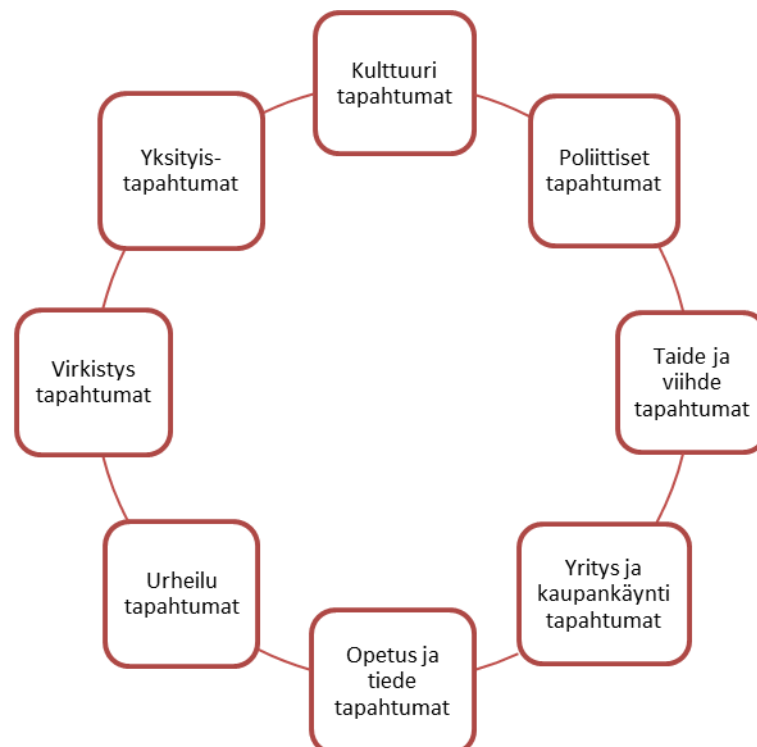 Kulttuuri
tapahtumat
Poliittiset
tapahtumat
Taide ja
viihde
tapahtumat
Yritys ja
kaupankäynti
tapahtumat
Opetus ja
tiede
tapahtumat
Urheilu
tapahtumat
Virkistys
tapahtumat
Yksityis-
tapahtumat